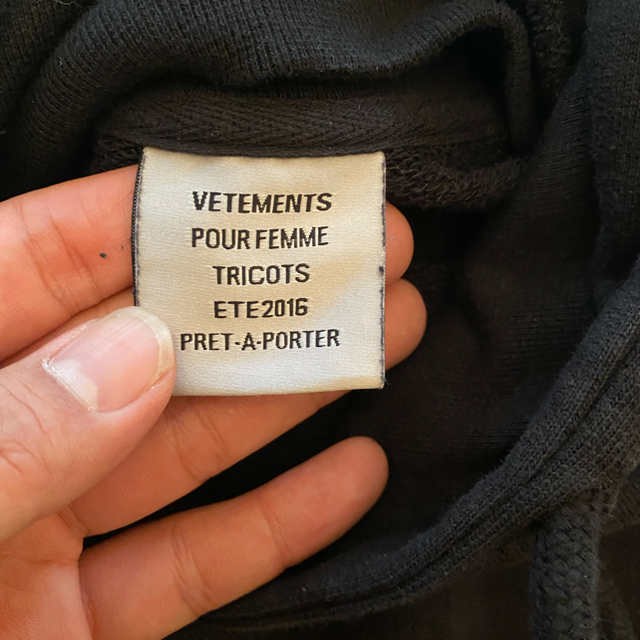 VETEMENTS
POUR FEMME
TRICOTS
ETE2016
PRET-A-PORTER